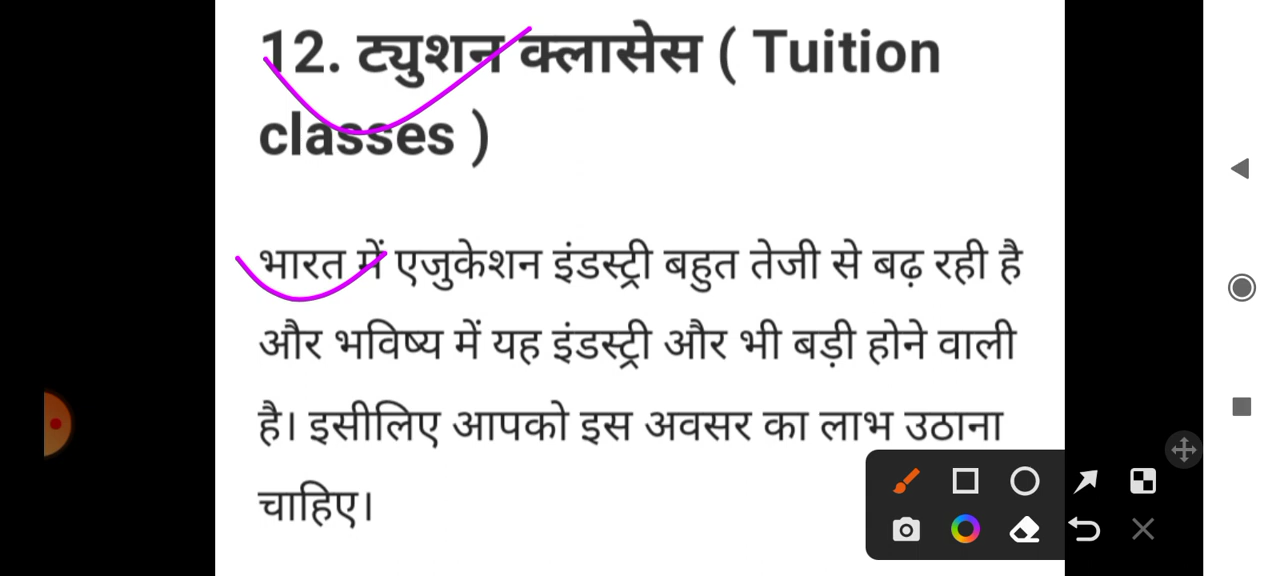 12. ट्युशन क्लासेस ( Tuition
classes )
भारत में एजुकेशन इंडस्ट्री बहुत तेजी से बढ़ रही है
और भविष्य में यह इंडस्ट्री और भी बड़ी होने वाली
है। इसीलिए आपको इस अवसर का लाभ उठाना
चाहिए।